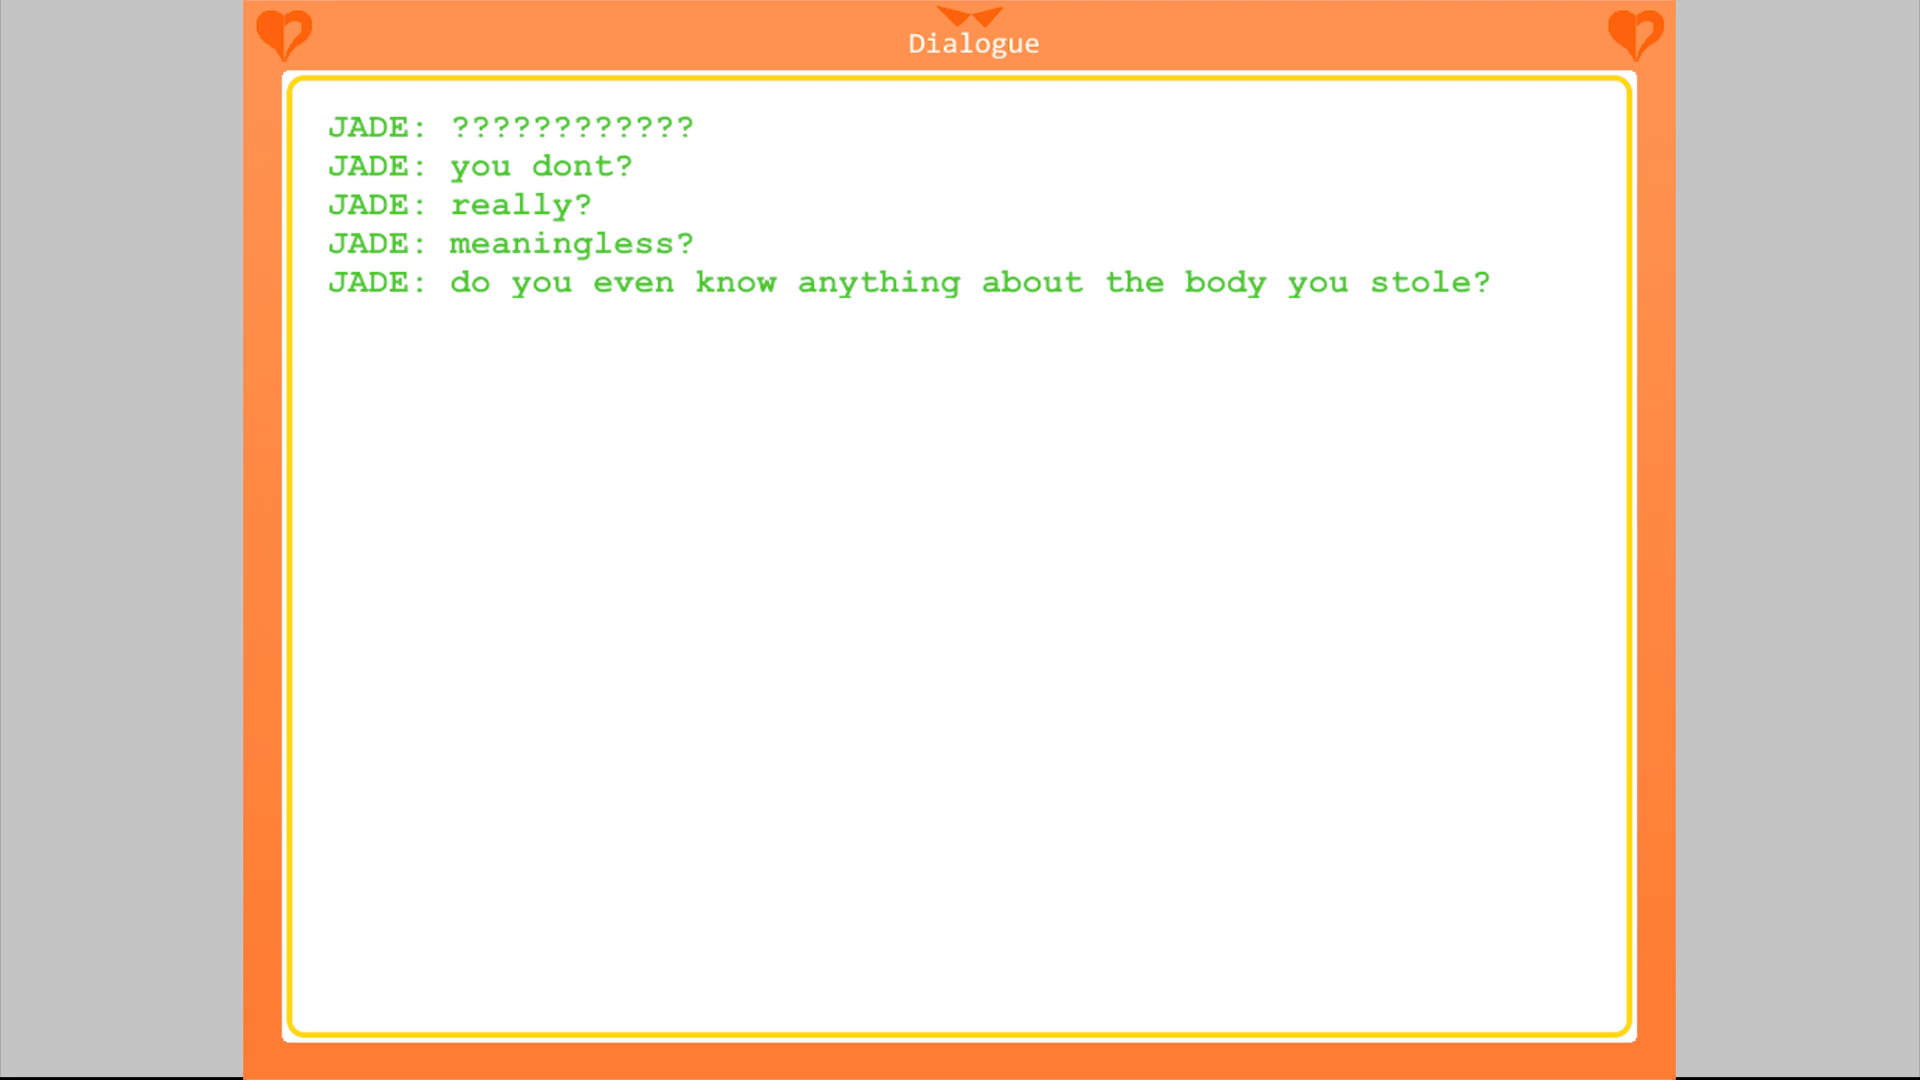 Dialogue
JADE: ????????????
JADE: you dont?
JADE: really?
JADE: meaningless?
JADE: do you even know anything about the body you stole?